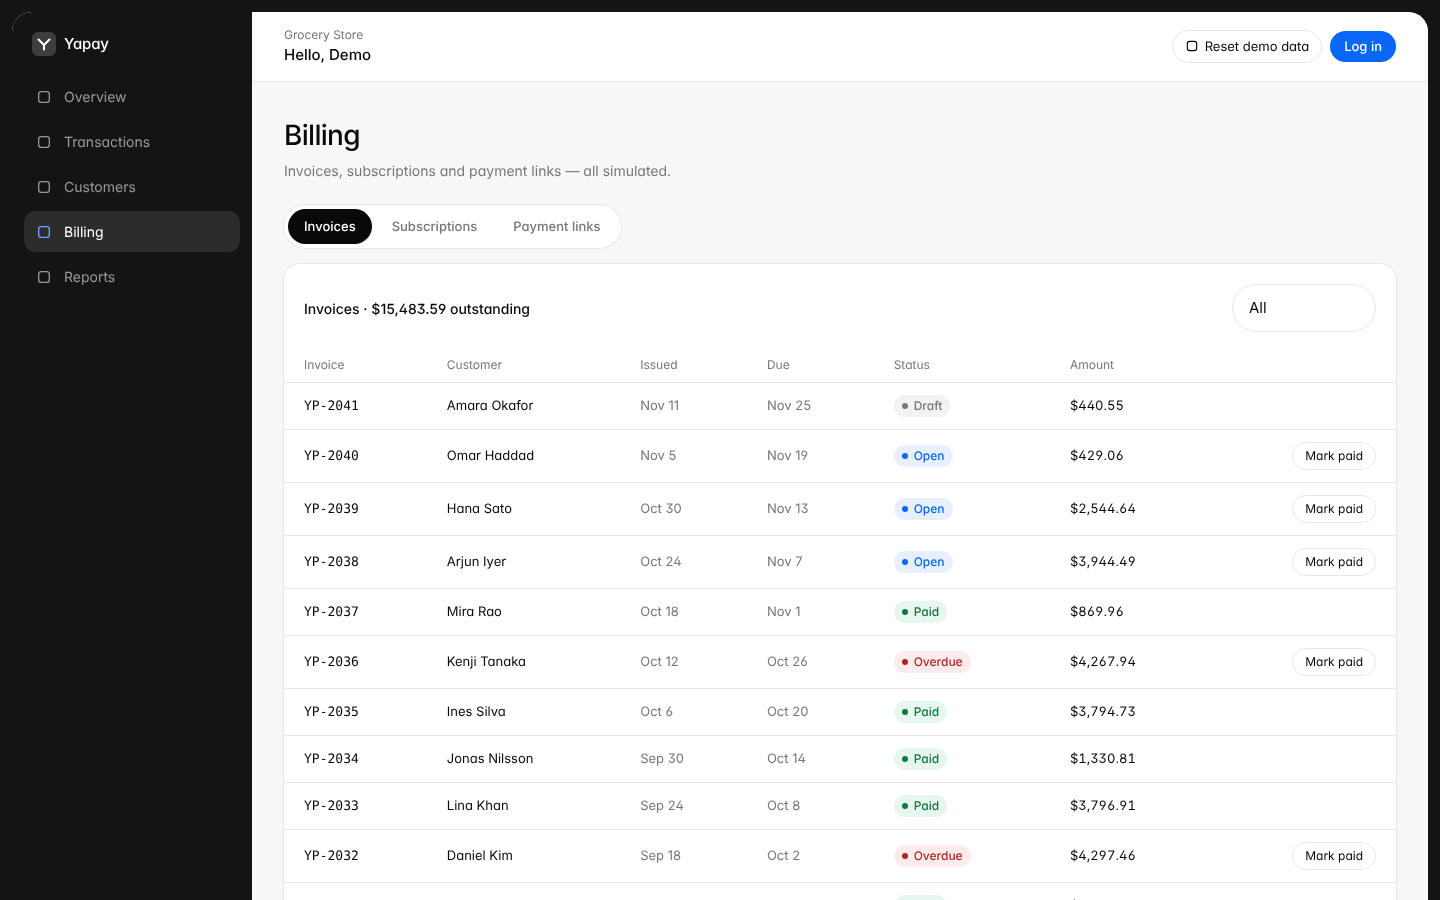 Yapay
Overview
Transactions
Customers
Billing
Reports
Grocery Store
Hello, Demo
Reset demo data
Log in
Billing
Invoices, subscriptions and payment links — all simulated.
Invoices Subscriptions Payment links
Invoices · $15,483.59 outstanding
All
Invoice Customer Issued Due Status Amount
YP-2041 Amara Okafor Nov 11 Nov 25 Draft $440.55
YP-2040 Omar Haddad Nov 5 Nov 19 Open $429.06 Mark paid
YP-2039 Hana Sato Oct 30 Nov 13 Open $2,544.64 Mark paid
YP-2038 Arjun Iyer Oct 24 Nov 7 Open $3,944.49 Mark paid
YP-2037 Mira Rao Oct 18 Nov 1 Paid $869.96
YP-2036 Kenji Tanaka Oct 12 Oct 26 Overdue $4,267.94 Mark paid
YP-2035 Ines Silva Oct 6 Oct 20 Paid $3,794.73
YP-2034 Jonas Nilsson Sep 30 Oct 14 Paid $1,330.81
YP-2033 Lina Khan Sep 24 Oct 8 Paid $3,796.91
YP-2032 Daniel Kim Sep 18 Oct 2 Overdue $4,297.46 Mark paid